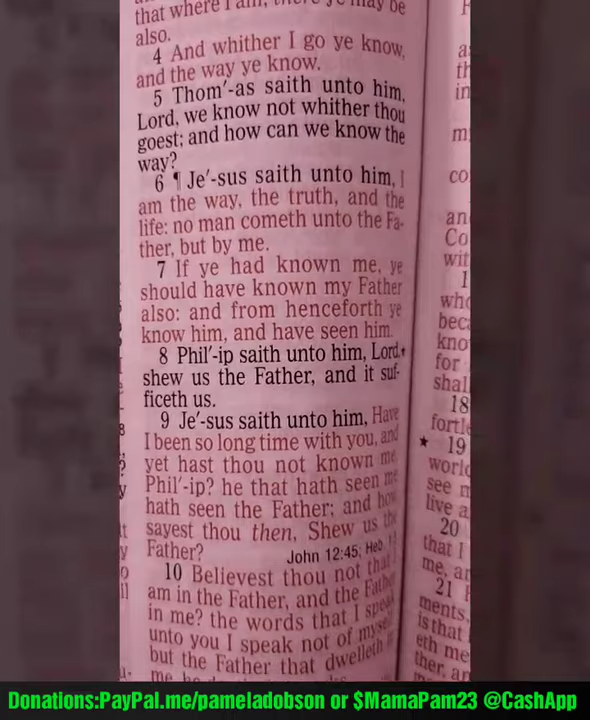 that where I am, there ye may be
also.
4 And whither I go ye know,
and the way ye know.
5 Thom′-as saith unto him,
Lord, we know not whither thou
goest; and how can we know the
way?
6 ¶ Je′-sus saith unto him, I
am the way, the truth, and the
life: no man cometh unto the Fa-
ther, but by me.
7 If ye had known me, ye
should have known my Father
also: and from henceforth ye
know him, and have seen him.
8 Phil′-ip saith unto him, Lord,
shew us the Father, and it suf-
ficeth us.
9 Je′-sus saith unto him, Have
I been so long time with you, and
yet hast thou not known me,
Phil′-ip? he that hath seen me
hath seen the Father; and how
sayest thou then, Shew us the
Father?
John 12:45; Heb.
10 Believest thou not that
am in the Father, and the Father
in me? the words that I speak
unto you I speak not of myself
but the Father that dwelleth
18
★ 19
20
that I
21
ments,
is that
Donations:PayPal.me/pameladobson or $MamaPam23 @CashApp